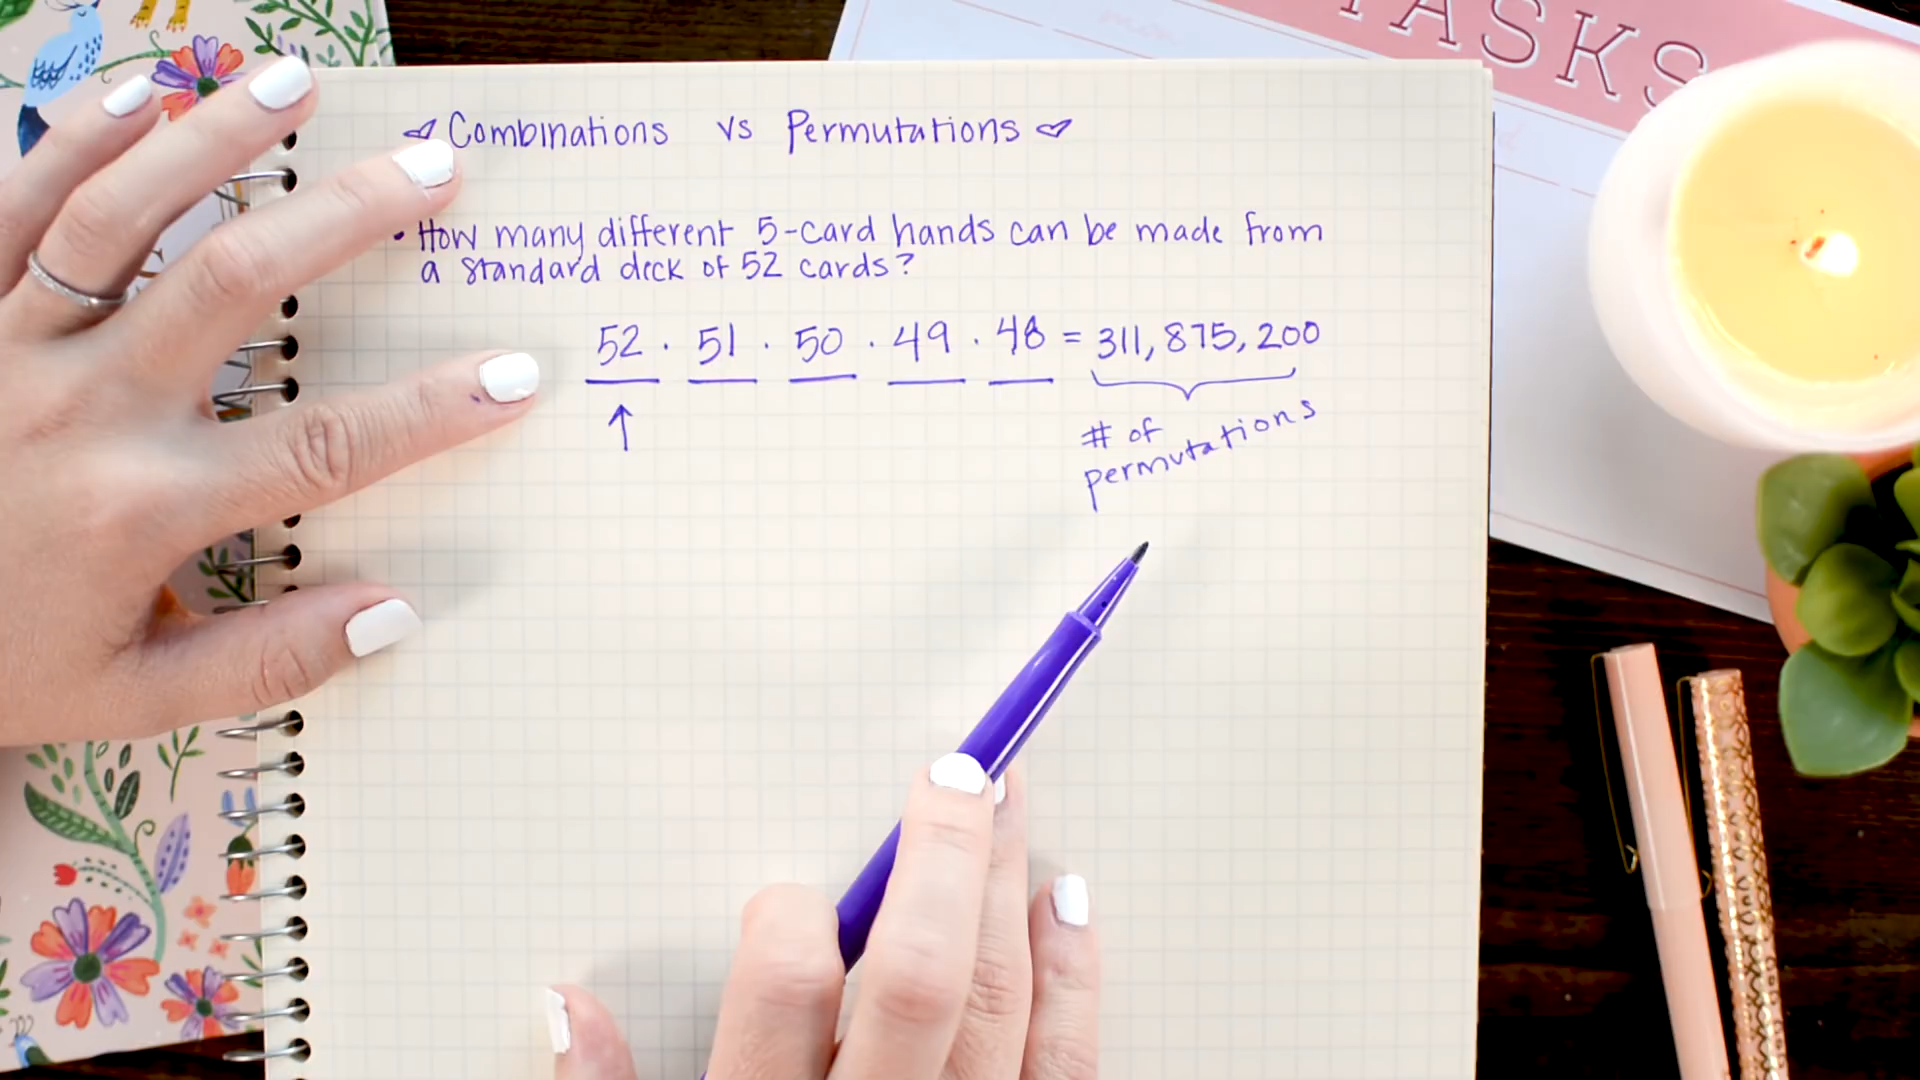 TASKS
Combinations vs Permutations
• How many different 5-card hands can be made from
a standard deck of 52 cards?
52 · 51 · 50 · 49 · 48 = 311,875,200
# of
permutations